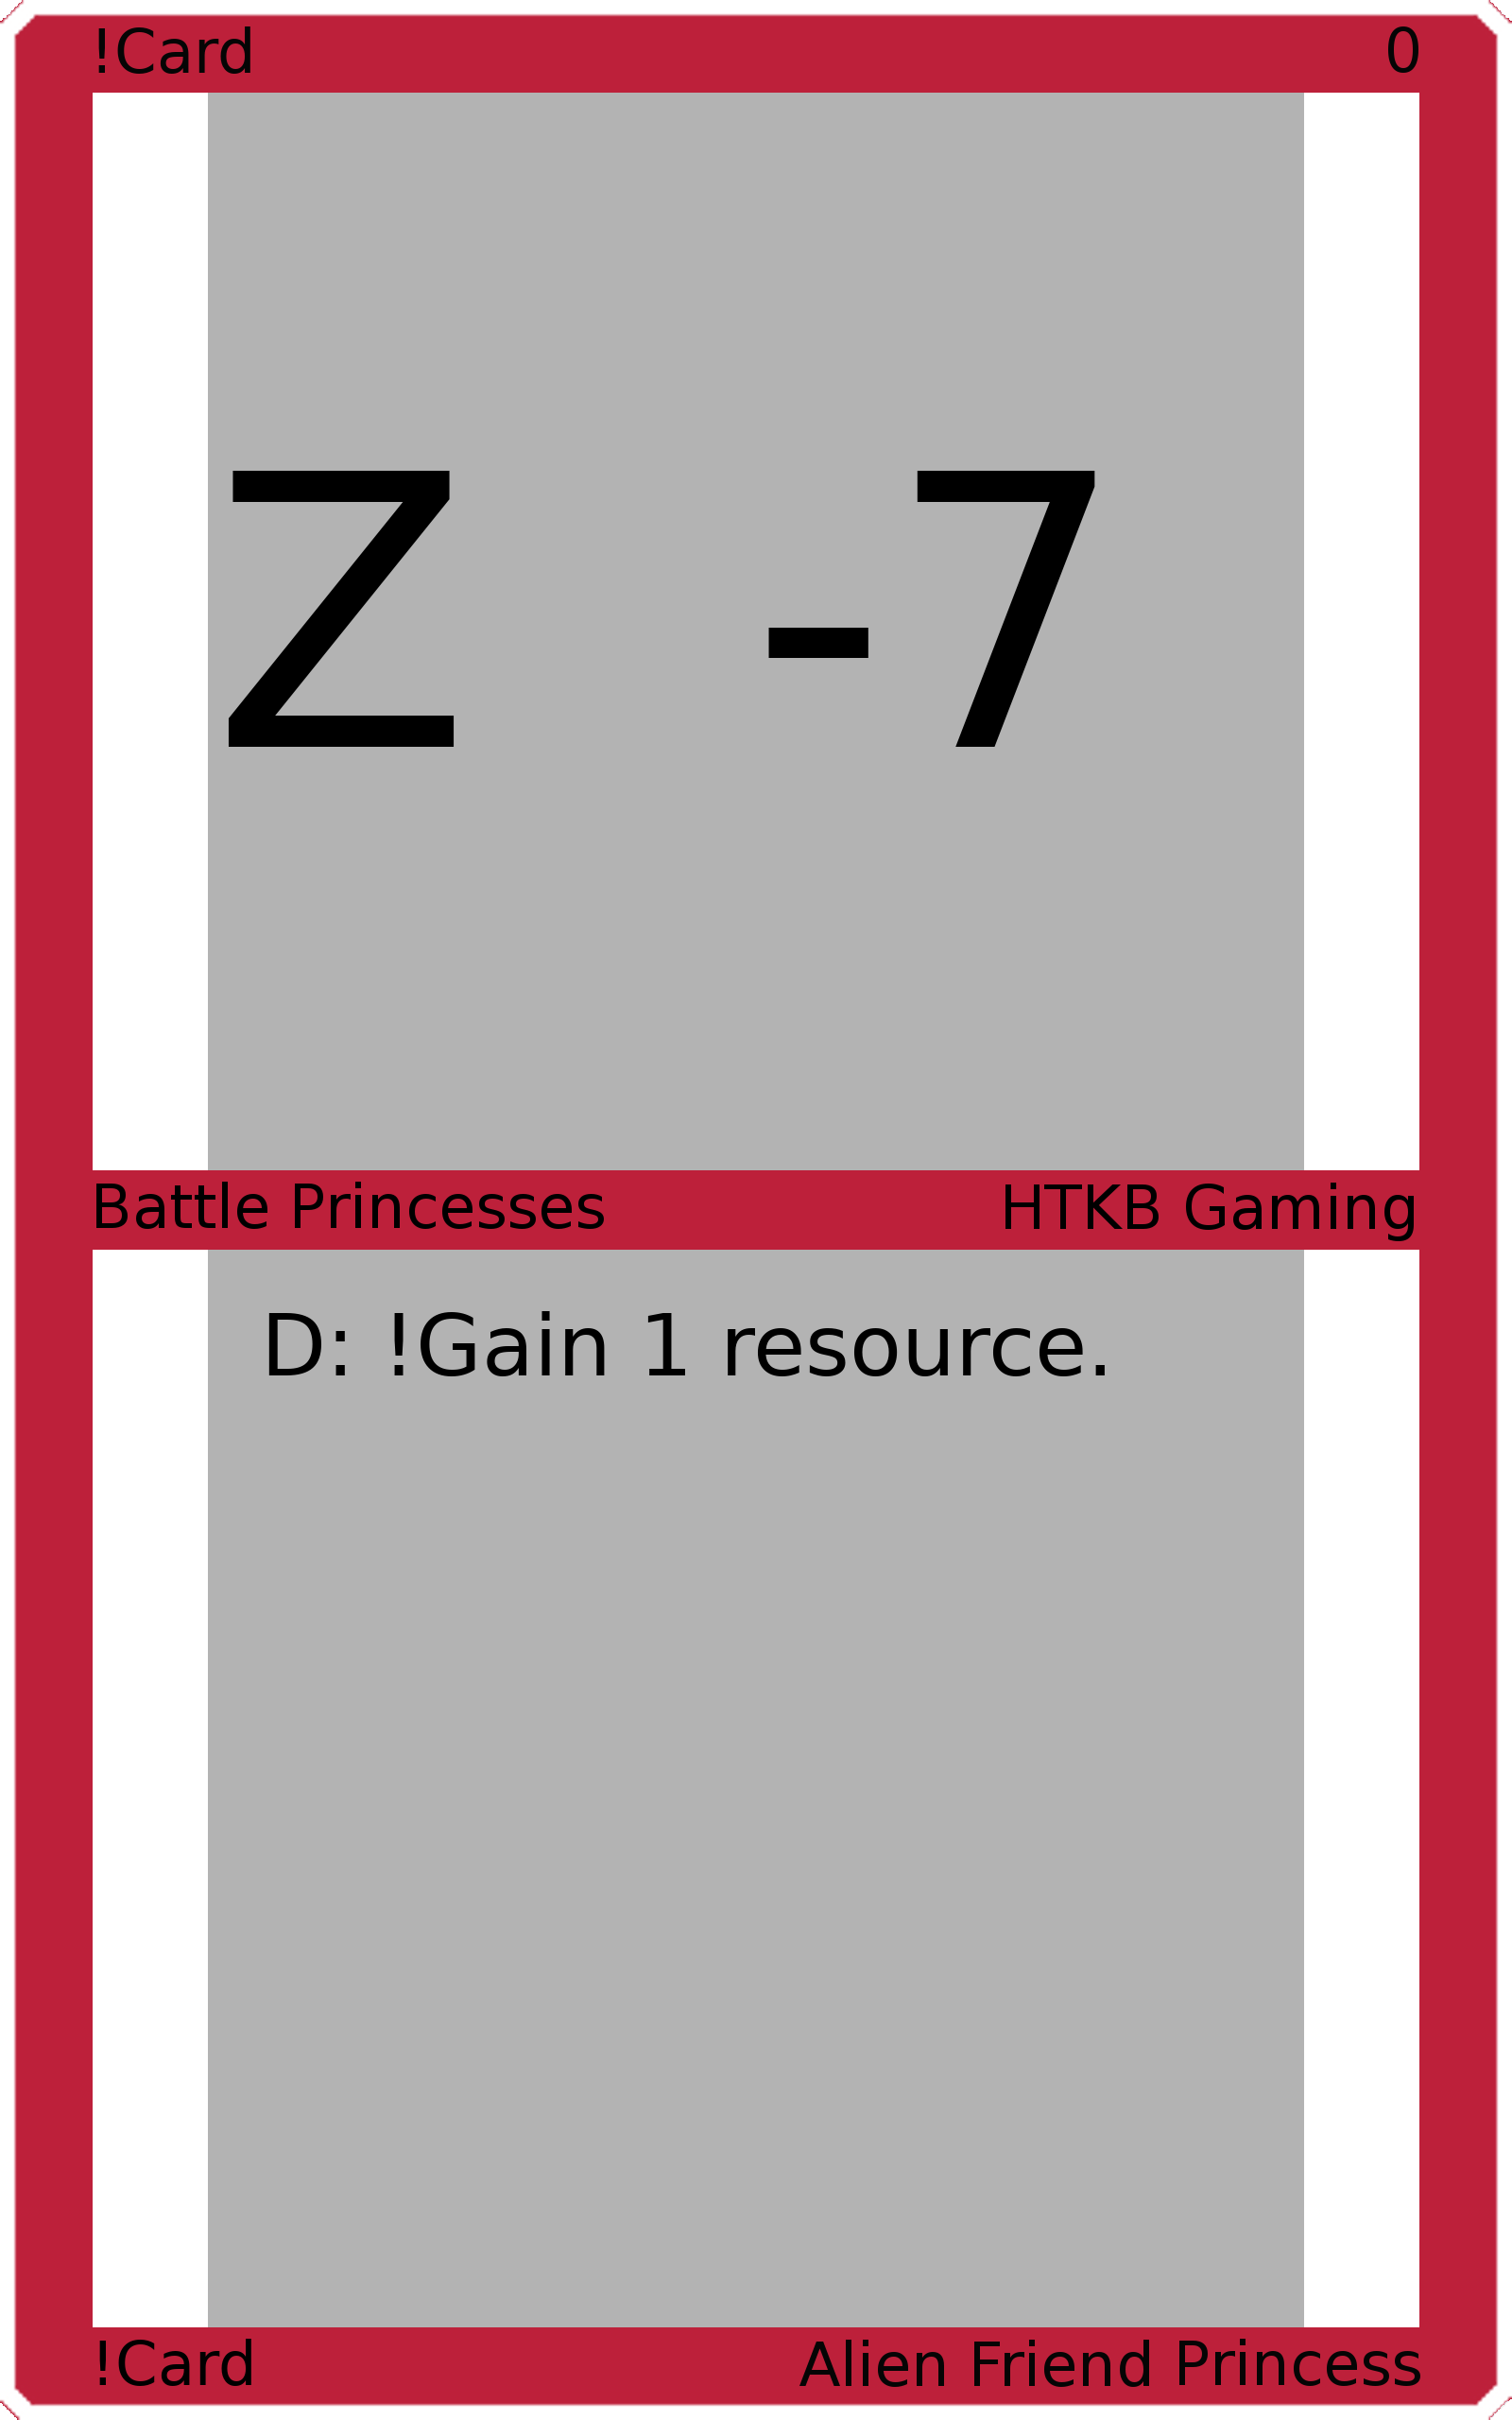 !Card 0
Z -7
Battle Princesses HTKB Gaming
D: !Gain 1 resource.
!Card Alien Friend Princess